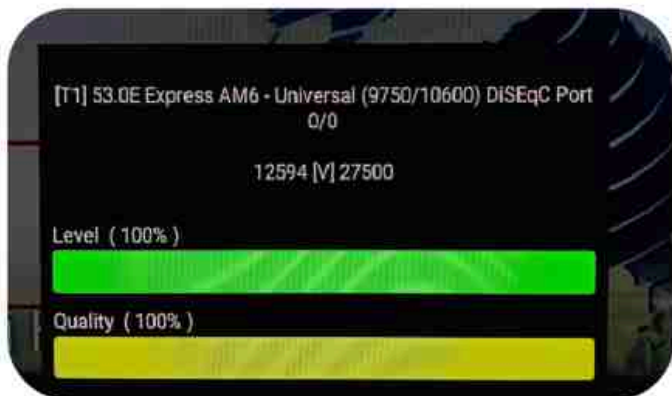 [T1] 53.0E Express AM6 - Universal (9750/10600) DiSEqC Port
0/0
12594 [V] 27500
Level ( 100% )
Quality ( 100% )